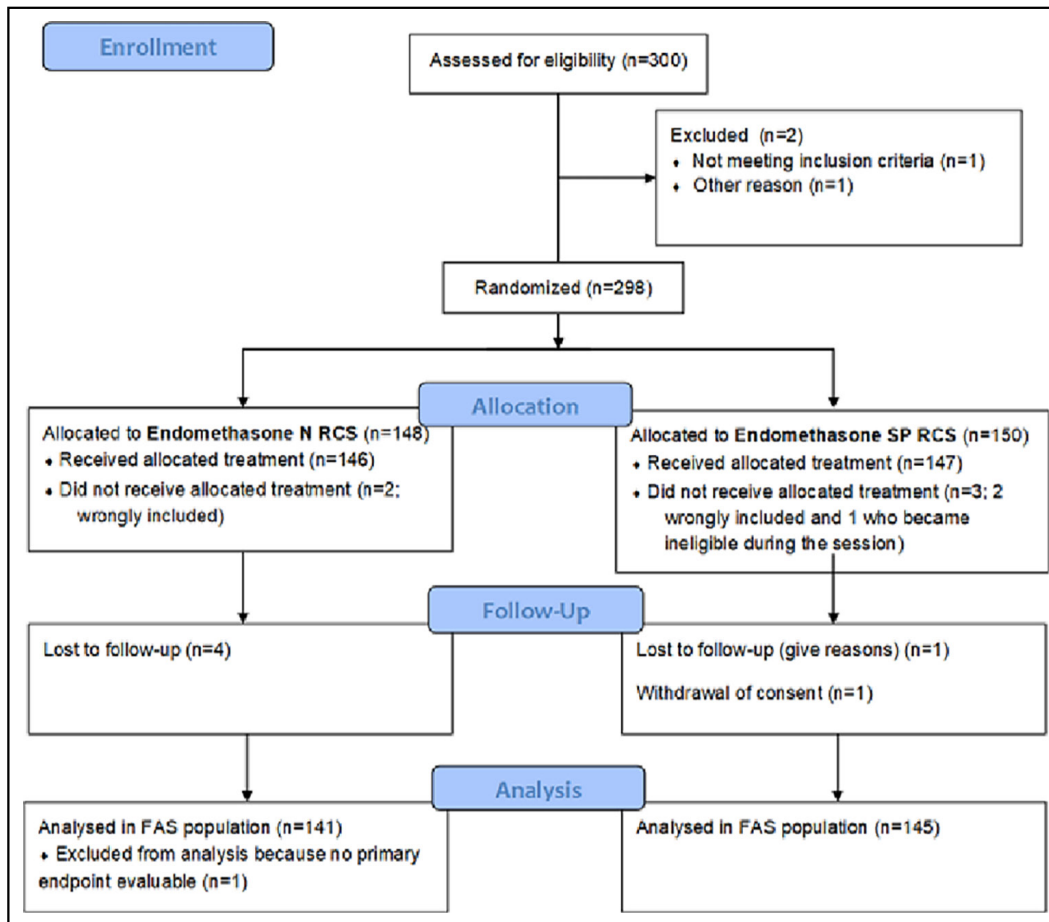 Enrollment
Assessed for eligibility (n=300)
Excluded (n=2)
♦ Not meeting inclusion criteria (n=1)
♦ Other reason (n=1)
Randomized (n=298)
Allocation
Allocated to Endomethasone N RCS (n=148)
♦ Received allocated treatment (n=146)
♦ Did not receive allocated treatment (n=2;
wrongly included)
Allocated to Endomethasone SP RCS (n=150)
♦ Received allocated treatment (n=147)
♦ Did not receive allocated treatment (n=3; 2
wrongly included and 1 who became
ineligible during the session)
Follow-Up
Lost to follow-up (n=4)
Lost to follow-up (give reasons) (n=1)
Withdrawal of consent (n=1)
Analysis
Analysed in FAS population (n=141)
♦ Excluded from analysis because no primary
endpoint evaluable (n=1)
Analysed in FAS population (n=145)